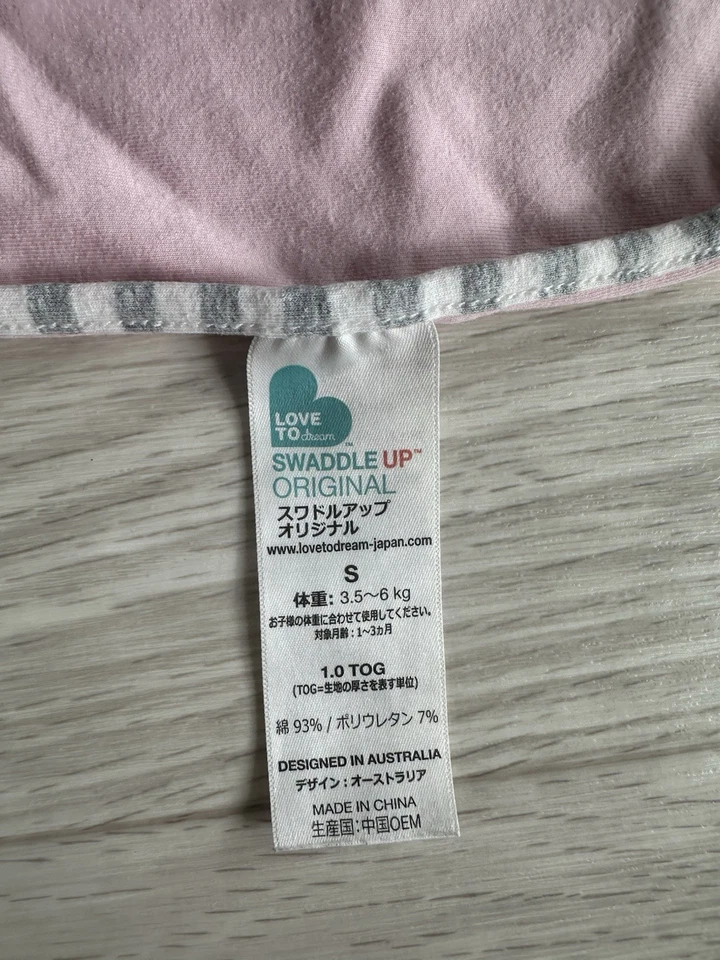 LOVE
TO dream™
SWADDLE UP™
ORIGINAL
スワドルアップ
オリジナル
www.lovetodream-japan.com
S
体重: 3.5〜6 kg
お子様の体重に合わせて使用してください。
対象月齢：1〜3ヵ月
1.0 TOG
(TOG=生地の厚さを表す単位)
綿 93% / ポリウレタン 7%
DESIGNED IN AUSTRALIA
デザイン：オーストラリア
MADE IN CHINA
生産国：中国OEM